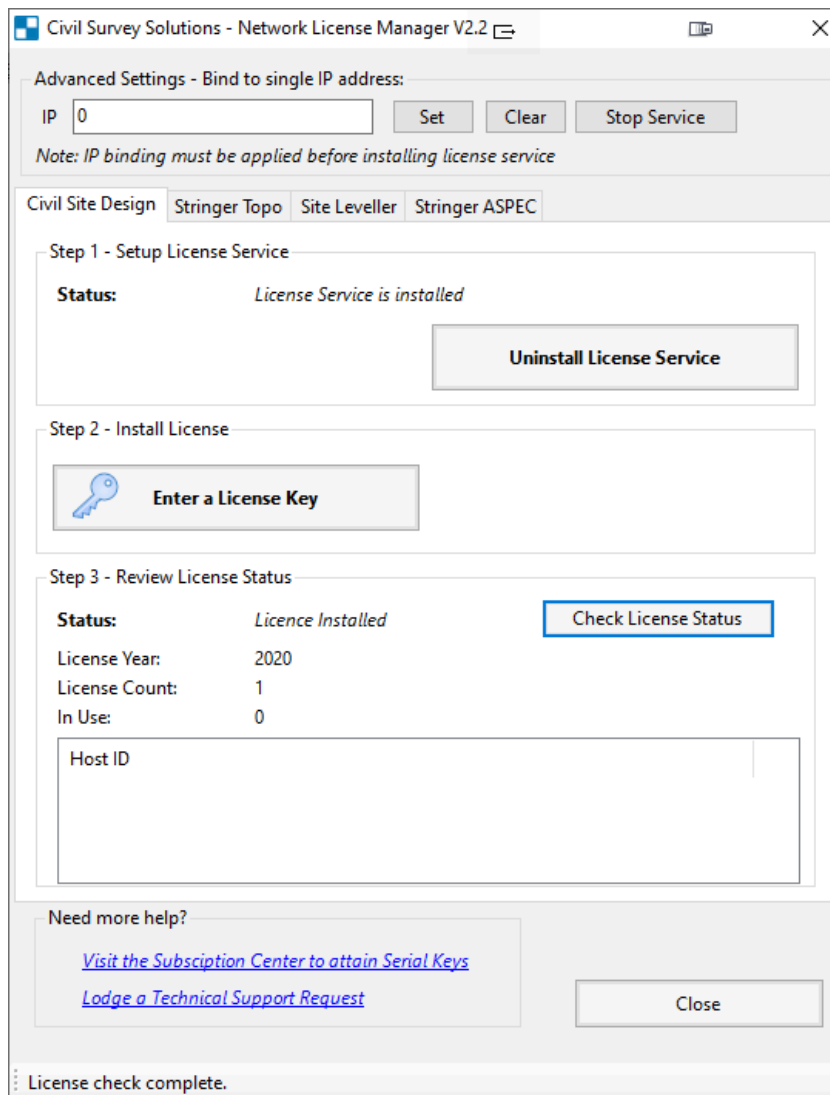 Civil Survey Solutions - Network License Manager V2.2
Advanced Settings - Bind to single IP address:
IP 0 Set Clear Stop Service
Note: IP binding must be applied before installing license service
Civil Site Design Stringer Topo Site Leveller Stringer ASPEC
Step 1 - Setup License Service
Status: License Service is installed
Uninstall License Service
Step 2 - Install License
Enter a License Key
Step 3 - Review License Status
Status: Licence Installed Check License Status
License Year: 2020
License Count: 1
In Use: 0
Host ID
Need more help?
Visit the Subsciption Center to attain Serial Keys
Lodge a Technical Support Request
Close
License check complete.